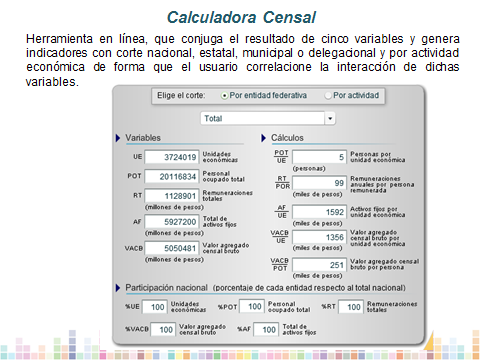 Calculadora Censal
Herramienta en línea, que conjuga el resultado de cinco variables y genera
indicadores con corte nacional, estatal, municipal o delegacional y por actividad
económica de forma que el usuario correlacione la interacción de dichas
variables.
Elige el corte: Por entidad federativa Por actividad
Total
Variables
UE 3724019 Unidades económicas
POT 20116834 Personal ocupado total
RT 1128901 Remuneraciones totales
(millones de pesos)
AF 5927200 Total de activos fijos
(millones de pesos)
VACB 5050481 Valor agregado censal bruto
(millones de pesos)
Cálculos
POT/UE 5 Personas por unidad económica
(personas)
RT/POR 99 Remuneraciones anuales por persona remunerada
(miles de pesos)
AF/UE 1592 Activos fijos por unidad económica
(miles de pesos)
VACB/UE 1356 Valor agregado censal bruto por unidad económica
(miles de pesos)
VACB/POT 251 Valor agregado censal bruto por persona
(miles de pesos)
Participación nacional (porcentaje de cada entidad respecto al total nacional)
%UE 100 Unidades económicas %POT 100 Personal ocupado total %RT 100 Remuneraciones totales
%VACB 100 Valor agregado censal bruto %AF 100 Total de activos fijos